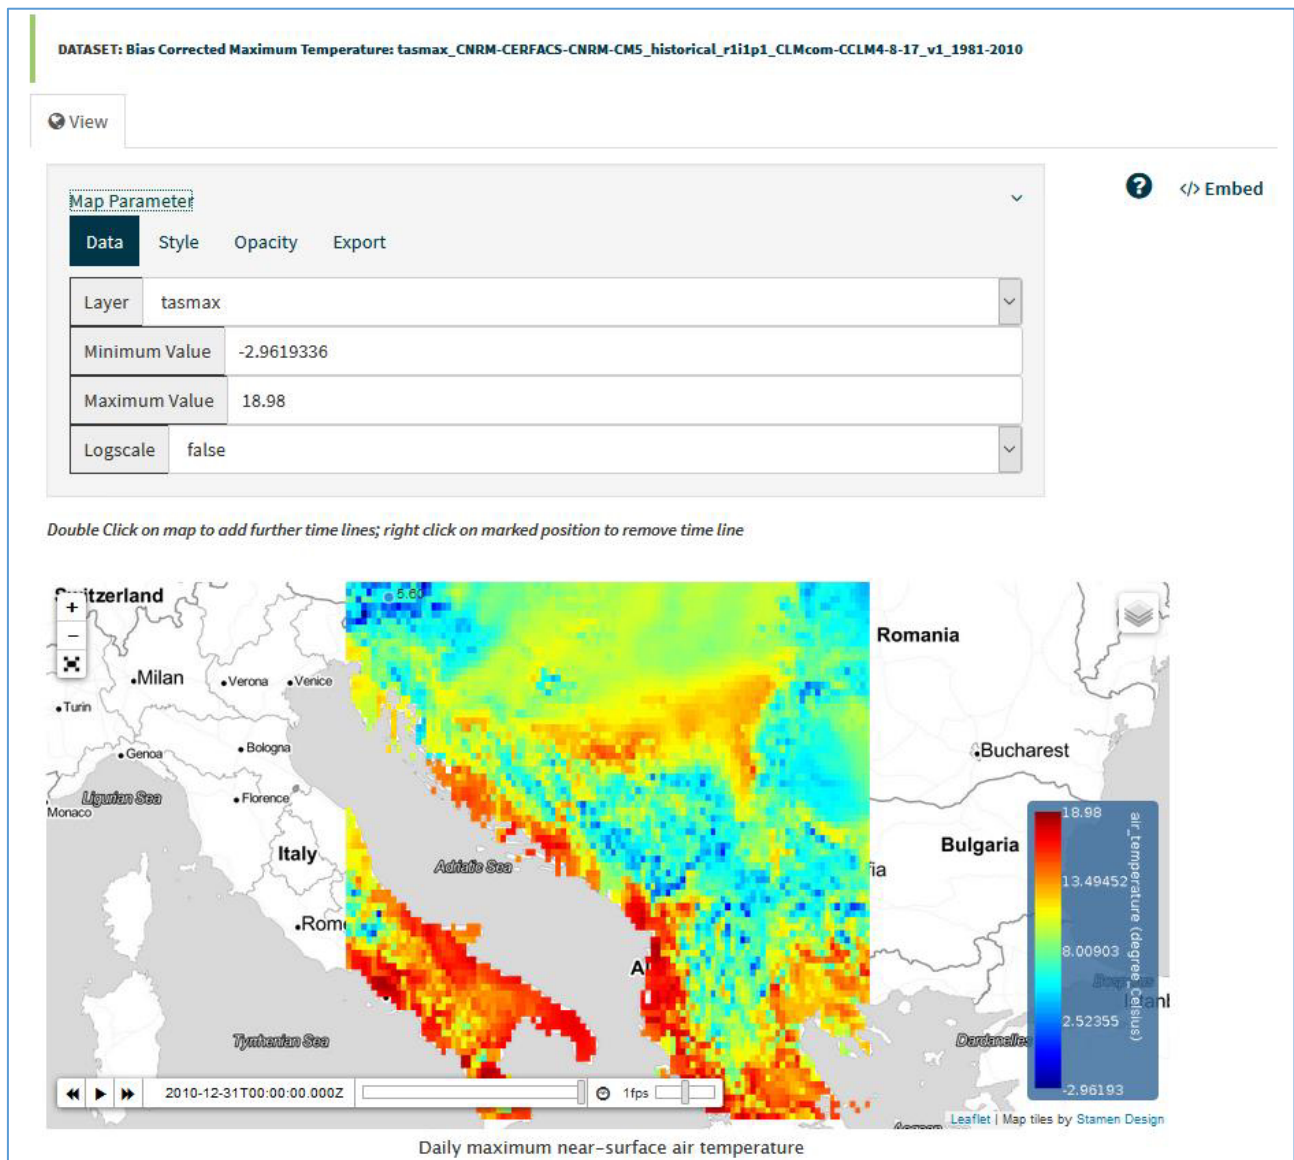 DATASET: Bias Corrected Maximum Temperature: tasmax_CNRM-CERFACS-CNRM-CM5_historical_r1i1p1_CLMcom-CCLM4-8-17_v1_1981-2010
View
Map Parameter
</> Embed
Data Style Opacity Export
Layer tasmax
Minimum Value -2.9619336
Maximum Value 18.98
Logscale false
Double Click on map to add further time lines; right click on marked position to remove time line
+
−
5.60
Romania
Milan
Verona
Venice
Turin
Genoa
Bologna
Bucharest
Ligurian Sea
Monaco
Florence
Italy
Adriatic Sea
Bulgaria
Rome
Tyrrhenian Sea
Dardanelles
18.98
13.49452
8.00903
2.52355
-2.96193
air_temperature (degree_Celsius)
2010-12-31T00:00:00.000Z
1fps
Leaflet | Map tiles by Stamen Design
Daily maximum near-surface air temperature